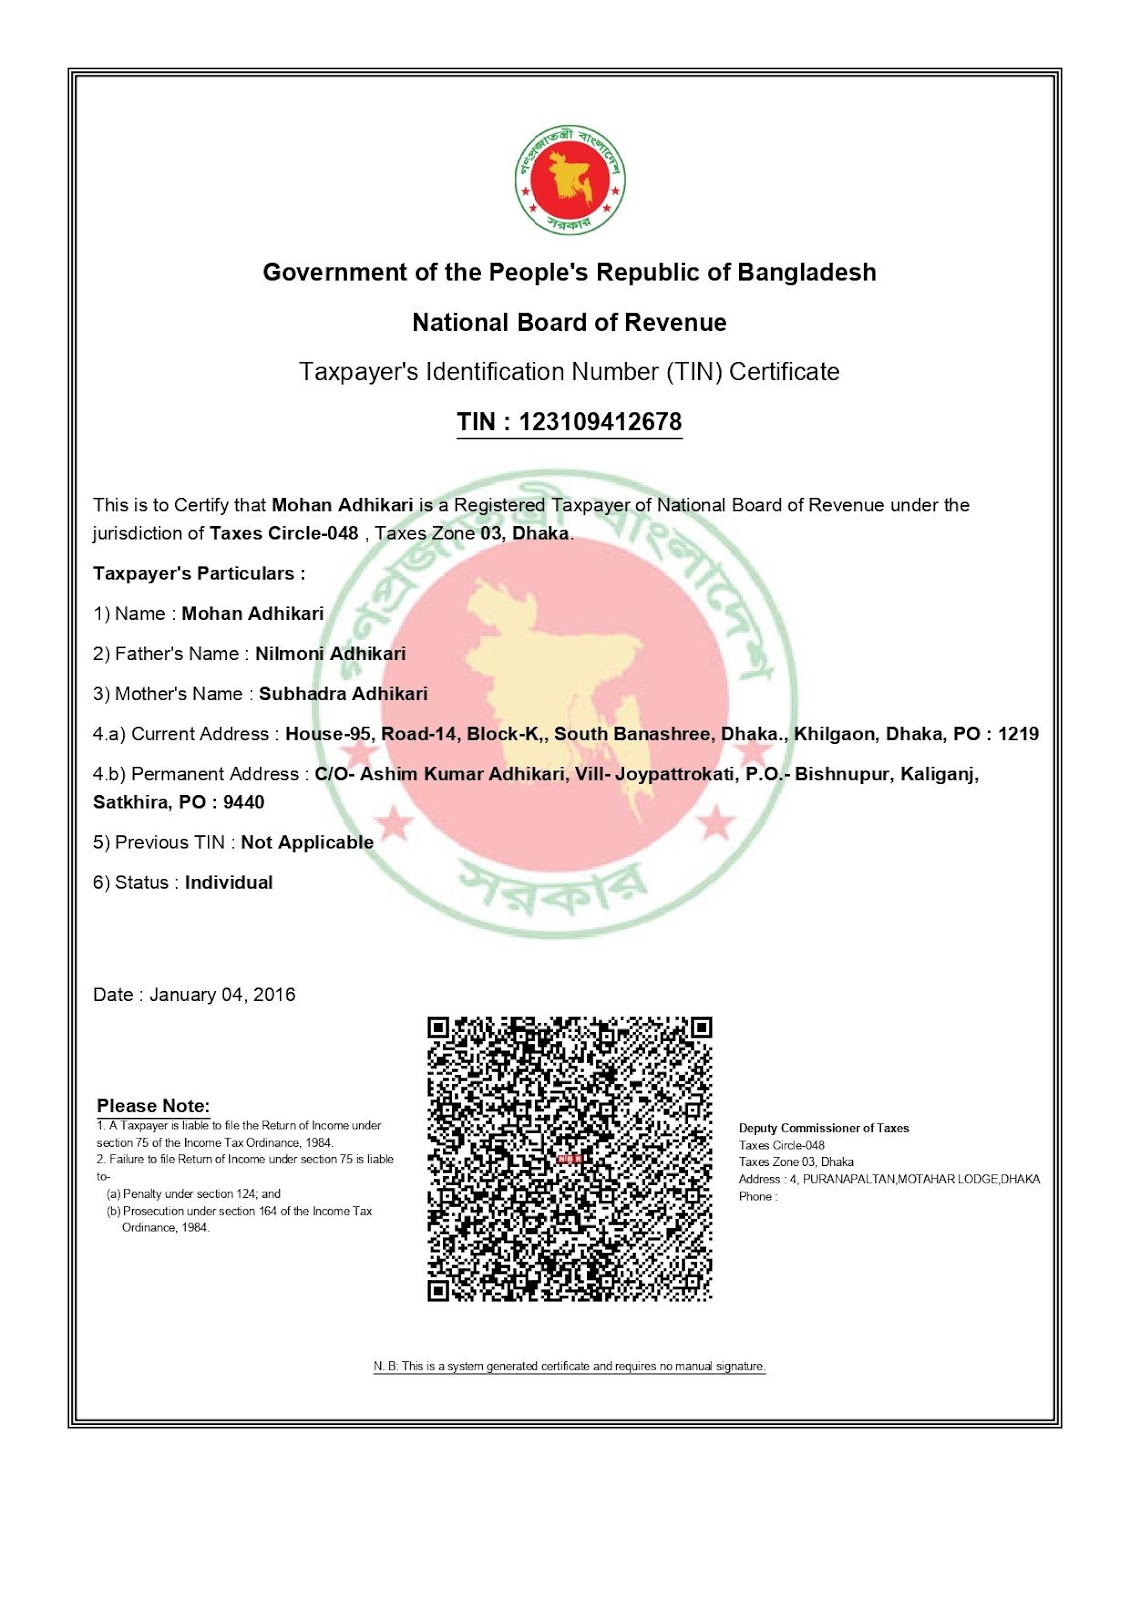 গণপ্রজাতন্ত্রী বাংলাদেশ
সরকার
Government of the People's Republic of Bangladesh
National Board of Revenue
Taxpayer's Identification Number (TIN) Certificate
TIN : 123109412678
গণপ্রজাতন্ত্রী বাংলাদেশ
This is to Certify that Mohan Adhikari is a Registered Taxpayer of National Board of Revenue under the
jurisdiction of Taxes Circle-048 , Taxes Zone 03, Dhaka.
Taxpayer's Particulars :
1) Name : Mohan Adhikari
2) Father's Name : Nilmoni Adhikari
3) Mother's Name : Subhadra Adhikari
4.a) Current Address : House-95, Road-14, Block-K,, South Banashree, Dhaka., Khilgaon, Dhaka, PO : 1219
4.b) Permanent Address : C/O- Ashim Kumar Adhikari, Vill- Joypattrokati, P.O.- Bishnupur, Kaliganj,
Satkhira, PO : 9440
5) Previous TIN : Not Applicable
6) Status : Individual
সরকার
Date : January 04, 2016
Please Note:
1. A Taxpayer is liable to file the Return of Income under
section 75 of the Income Tax Ordinance, 1984.
2. Failure to file Return of Income under section 75 is liable
to-
(a) Penalty under section 124; and
(b) Prosecution under section 164 of the Income Tax
Ordinance, 1984.
NBR
Deputy Commissioner of Taxes
Taxes Circle-048
Taxes Zone 03, Dhaka
Address : 4, PURANAPALTAN,MOTAHAR LODGE,DHAKA
Phone :
N. B: This is a system generated certificate and requires no manual signature.